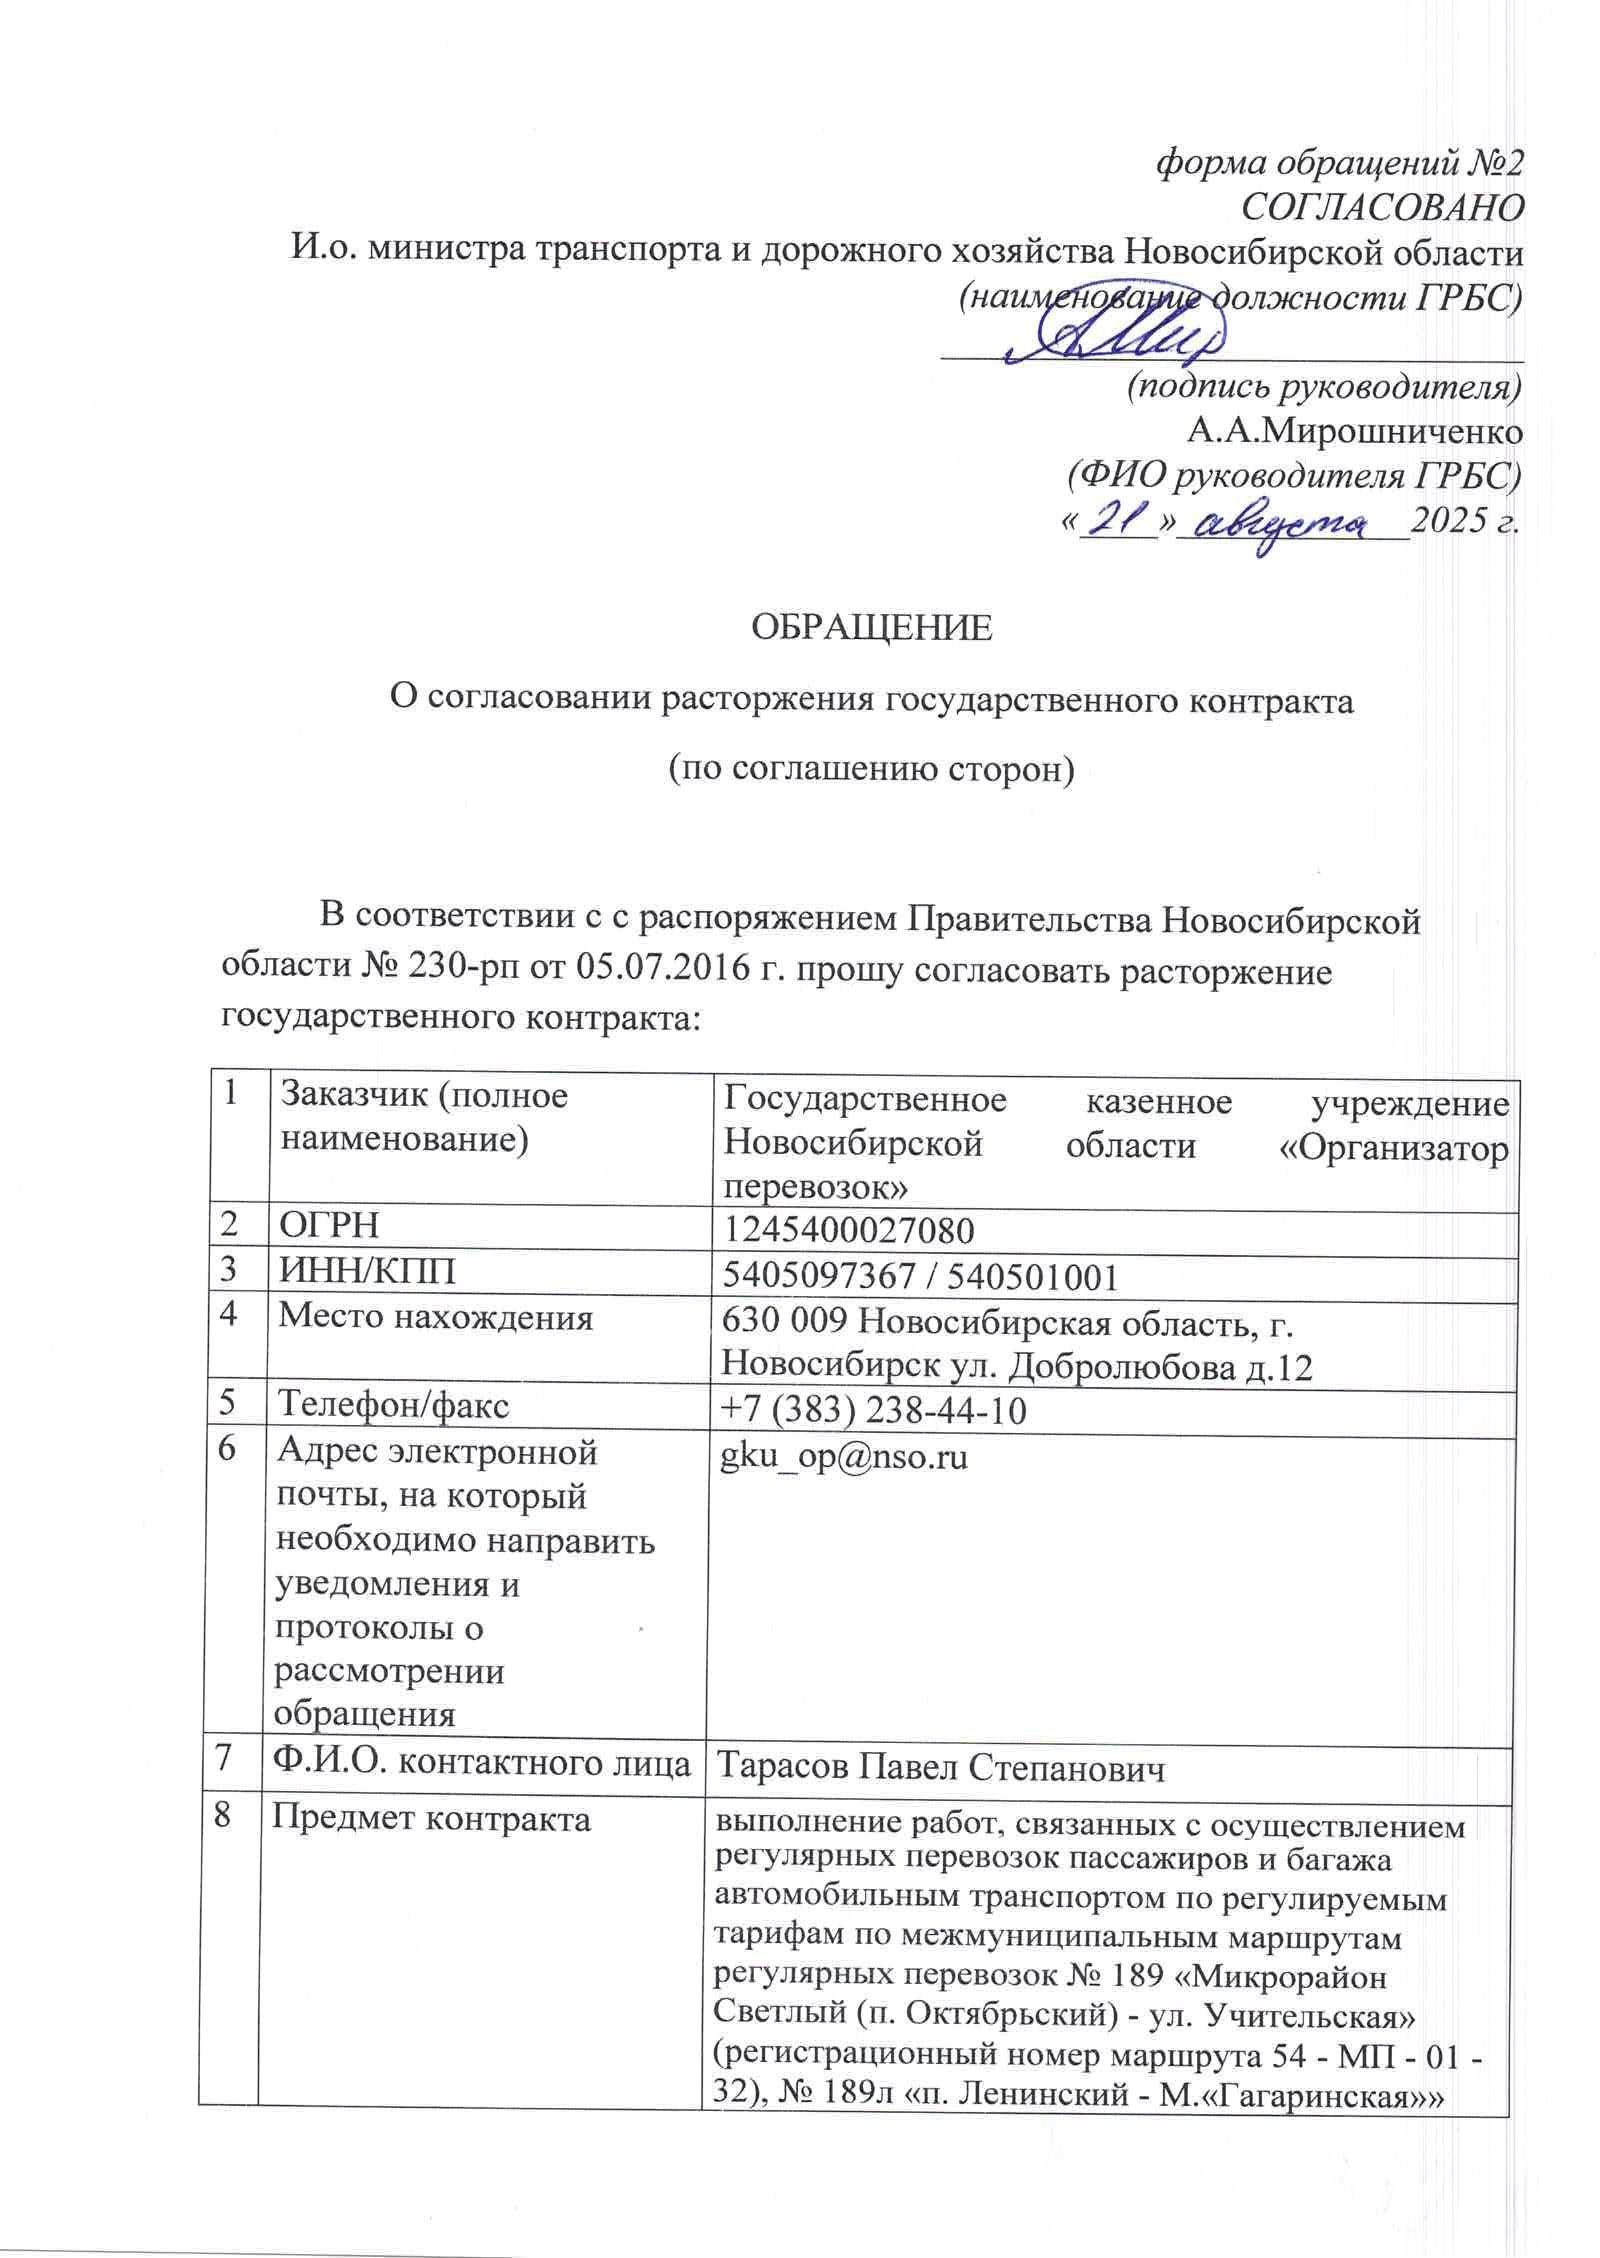 форма обращений №2
СОГЛАСОВАНО
И.о. министра транспорта и дорожного хозяйства Новосибирской области
(наименование должности ГРБС)
(подпись руководителя)
А.А.Мирошниченко
(ФИО руководителя ГРБС)
«21» августа 2025 г.
ОБРАЩЕНИЕ
О согласовании расторжения государственного контракта
(по соглашению сторон)
В соответствии с с распоряжением Правительства Новосибирской
области № 230-рп от 05.07.2016 г. прошу согласовать расторжение
государственного контракта:
1 Заказчик (полное
наименование)
Государственное казенное учреждение
Новосибирской области «Организатор
перевозок»
2 ОГРН 1245400027080
3 ИНН/КПП 5405097367 / 540501001
4 Место нахождения
630 009 Новосибирская область, г.
Новосибирск ул. Добролюбова д.12
5 Телефон/факс +7 (383) 238-44-10
6 Адрес электронной
почты, на который
необходимо направить
уведомления и
протоколы о
рассмотрении
обращения
gku_op@nso.ru
7 Ф.И.О. контактного лица Тарасов Павел Степанович
8 Предмет контракта
выполнение работ, связанных с осуществлением
регулярных перевозок пассажиров и багажа
автомобильным транспортом по регулируемым
тарифам по межмуниципальным маршрутам
регулярных перевозок № 189 «Микрорайон
Светлый (п. Октябрьский) - ул. Учительская»
(регистрационный номер маршрута 54 - МП - 01 -
32), № 189л «п. Ленинский - М.«Гагаринская»»